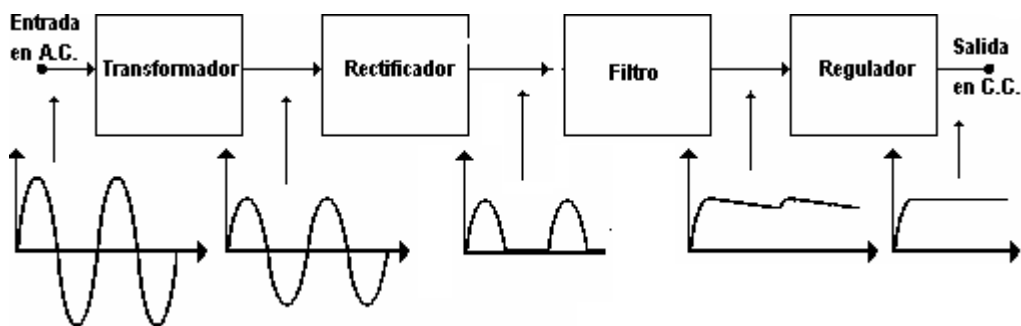 Entrada
en A.C.
Transformador
Rectificador
Filtro
Regulador
Salida
en C.C.